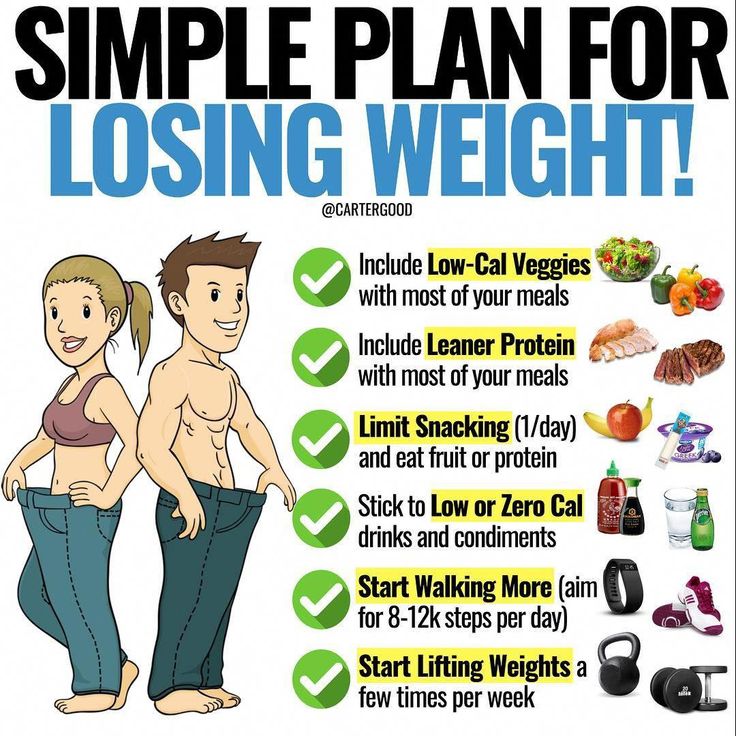 SIMPLE PLAN FOR
LOSING WEIGHT!
@CARTERGOOD
Include Low-Cal Veggies
with most of your meals
Include Leaner Protein
with most of your meals
Limit Snacking (1/day)
and eat fruit or protein
Stick to Low or Zero Cal
drinks and condiments
Start Walking More (aim
for 8-12k steps per day)
Start Lifting Weights a
few times per week